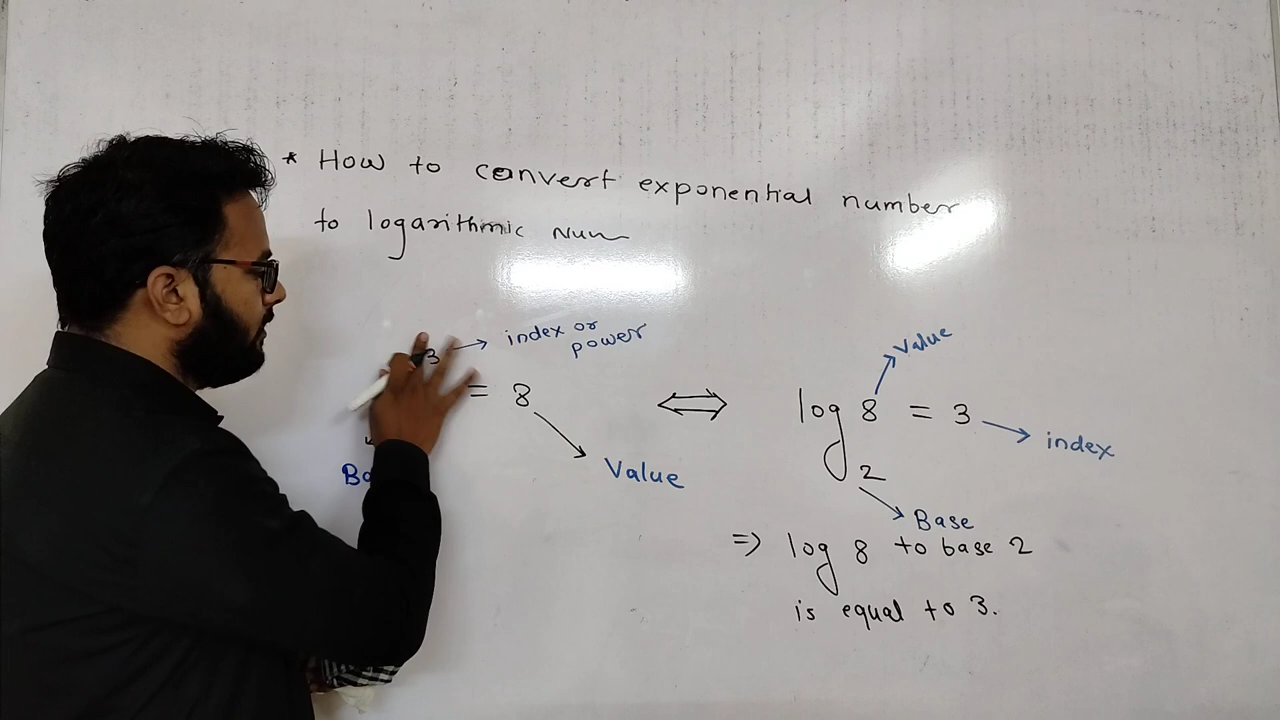 * How to convert exponential number
to logarithmic Num
3 → index or power
= 8
Value
⇔
Value
log 8 = 3 → index
2
Base
⇒ log 8 to base 2
is equal to 3.